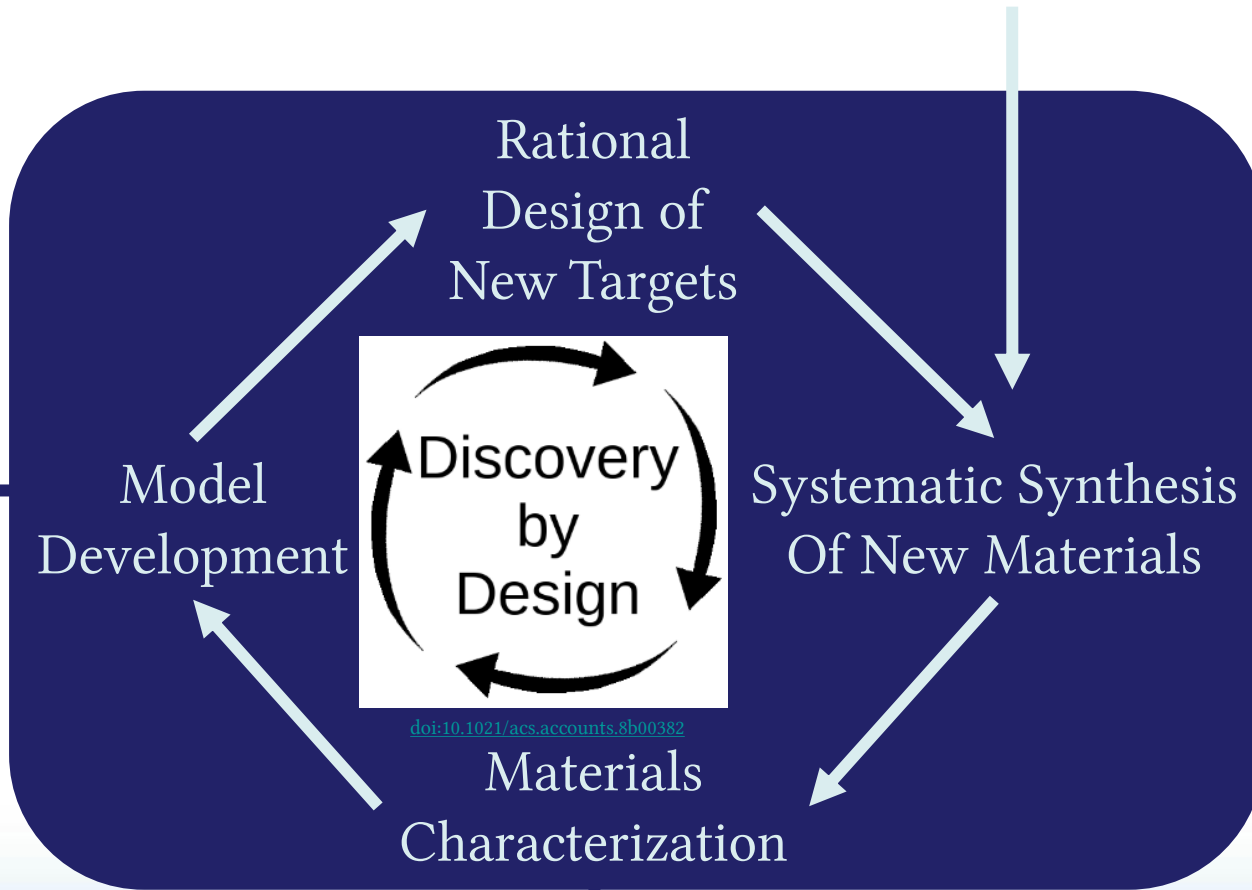 Rational
Design of
New Targets
Discovery
by
Design
Model
Development
Systematic Synthesis
Of New Materials
doi:10.1021/acs.accounts.8b00382
Materials
Characterization